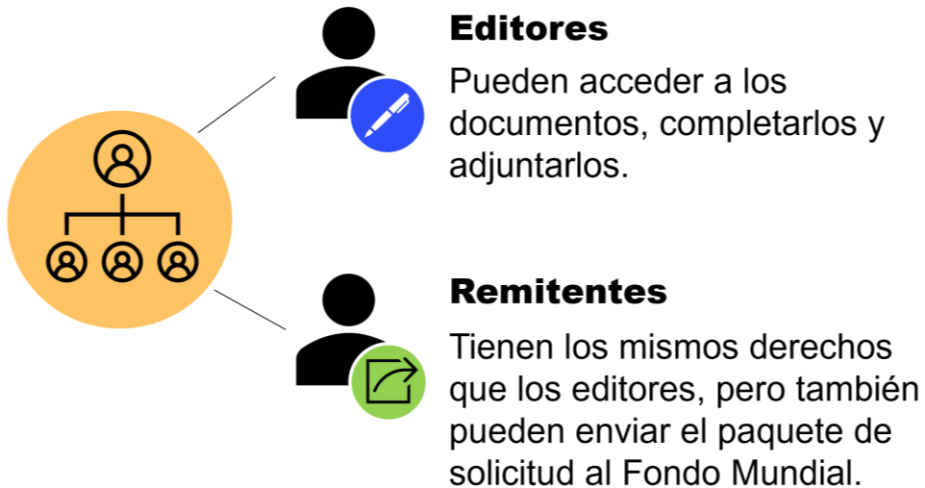 Editores
Pueden acceder a los
documentos, completarlos y
adjuntarlos.
Remitentes
Tienen los mismos derechos
que los editores, pero también
pueden enviar el paquete de
solicitud al Fondo Mundial.